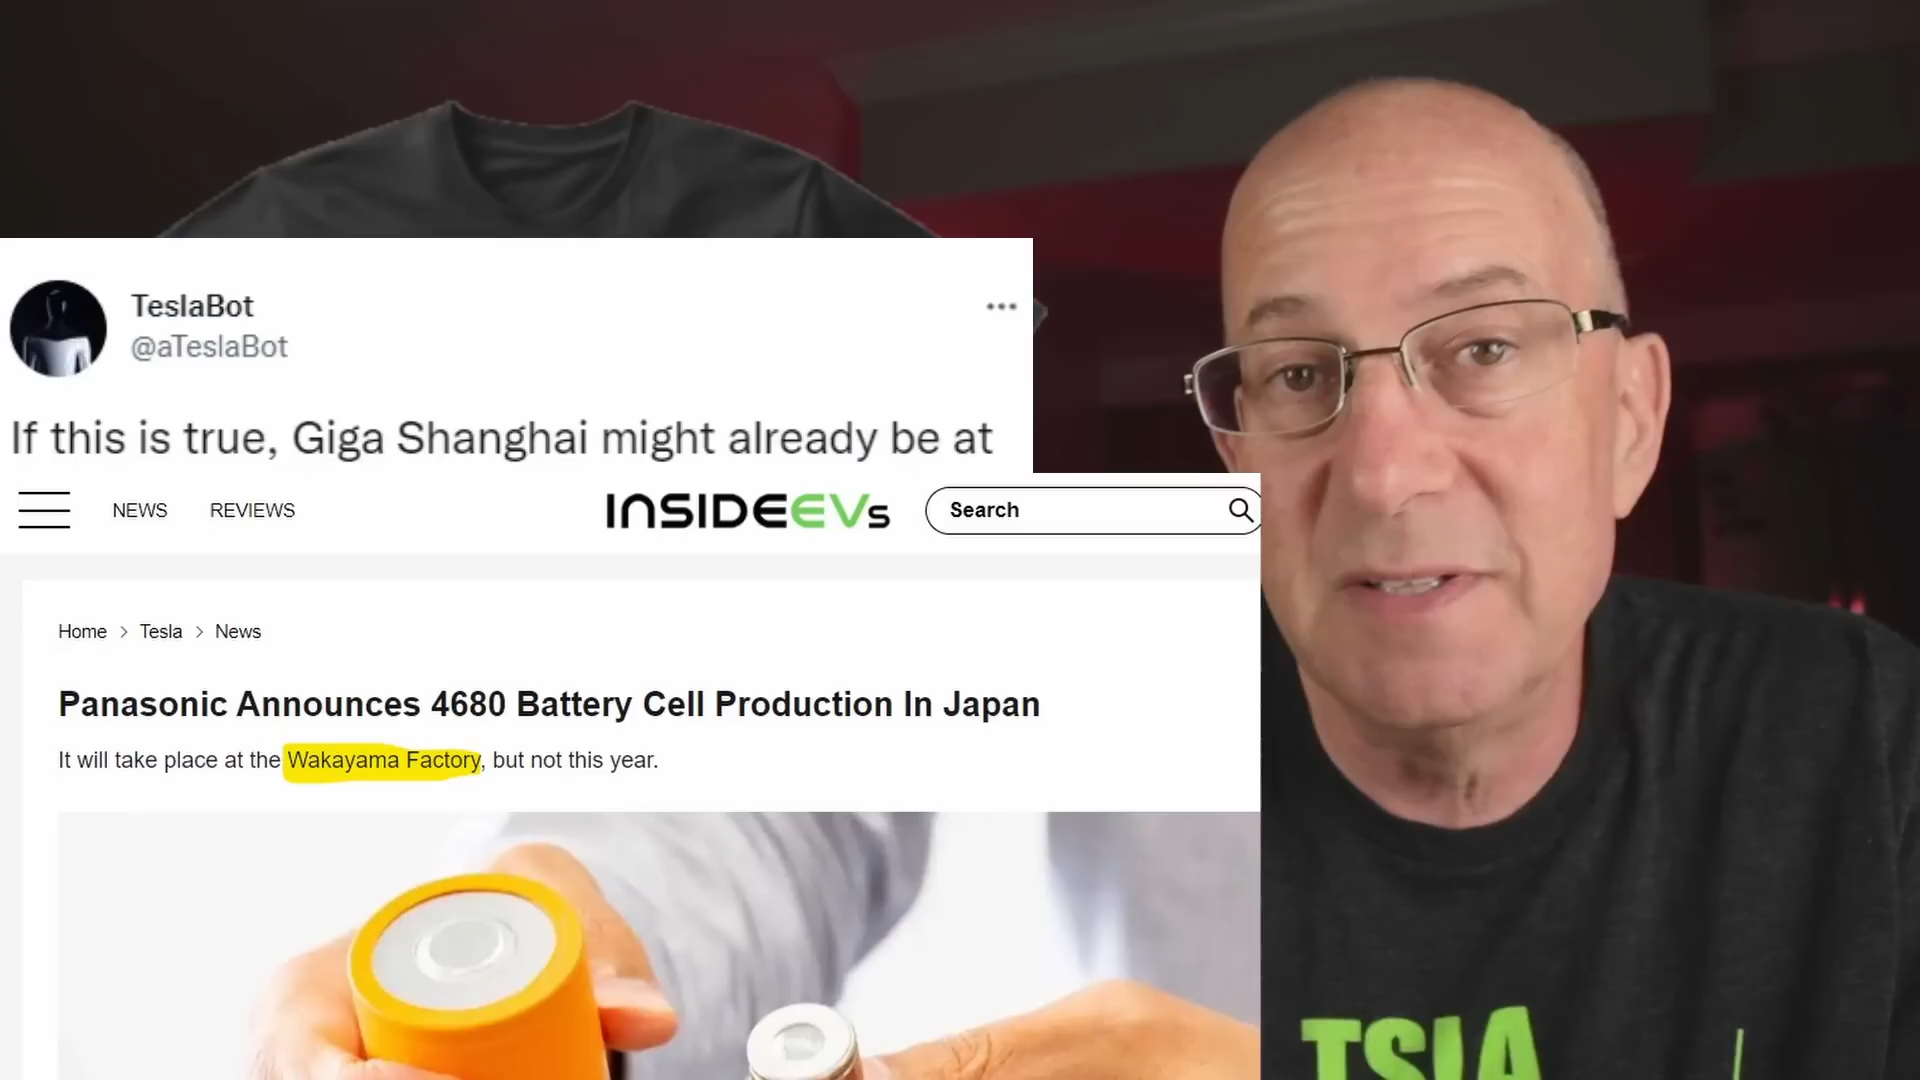 TeslaBot
@aTeslaBot
If this is true, Giga Shanghai might already be at
NEWS REVIEWS INSIDEEVs Search
Home > Tesla > News
Panasonic Announces 4680 Battery Cell Production In Japan
It will take place at the Wakayama Factory, but not this year.
TSLA